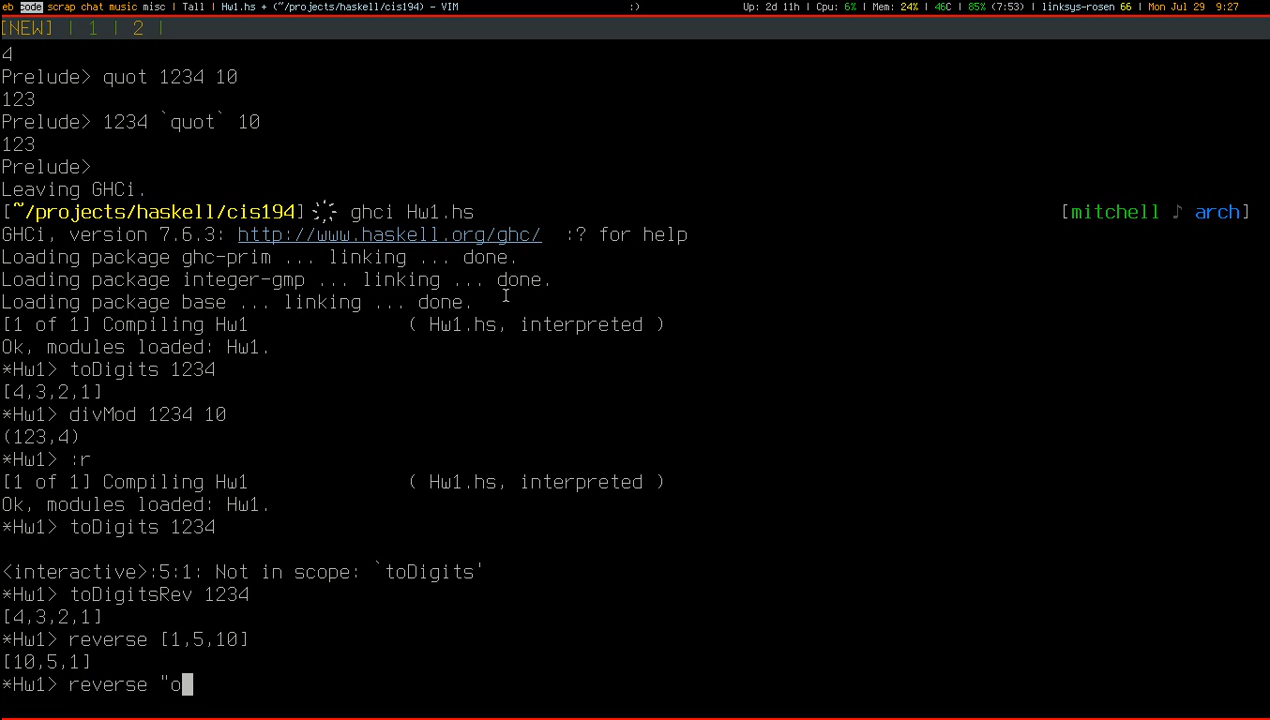 eb code scrap chat music misc | Tall | Hw1.hs + (~/projects/haskell/cis194) - VIM :) Up: 2d 11h | Cpu: 6% | Mem: 24% | 46C | 85% (7:53) | linksys-rosen 66 | Mon Jul 29 9:27
[NEW] | 1 | 2 |
4
Prelude> quot 1234 10
123
Prelude> 1234 `quot` 10
123
Prelude>
Leaving GHCi.
[~/projects/haskell/cis194] ghci Hw1.hs [mitchell ♪ arch]
GHCi, version 7.6.3: http://www.haskell.org/ghc/ :? for help
Loading package ghc-prim ... linking ... done.
Loading package integer-gmp ... linking ... done.
Loading package base ... linking ... done.
[1 of 1] Compiling Hw1 ( Hw1.hs, interpreted )
Ok, modules loaded: Hw1.
*Hw1> toDigits 1234
[4,3,2,1]
*Hw1> divMod 1234 10
(123,4)
*Hw1> :r
[1 of 1] Compiling Hw1 ( Hw1.hs, interpreted )
Ok, modules loaded: Hw1.
*Hw1> toDigits 1234
<interactive>:5:1: Not in scope: `toDigits'
*Hw1> toDigitsRev 1234
[4,3,2,1]
*Hw1> reverse [1,5,10]
[10,5,1]
*Hw1> reverse "o